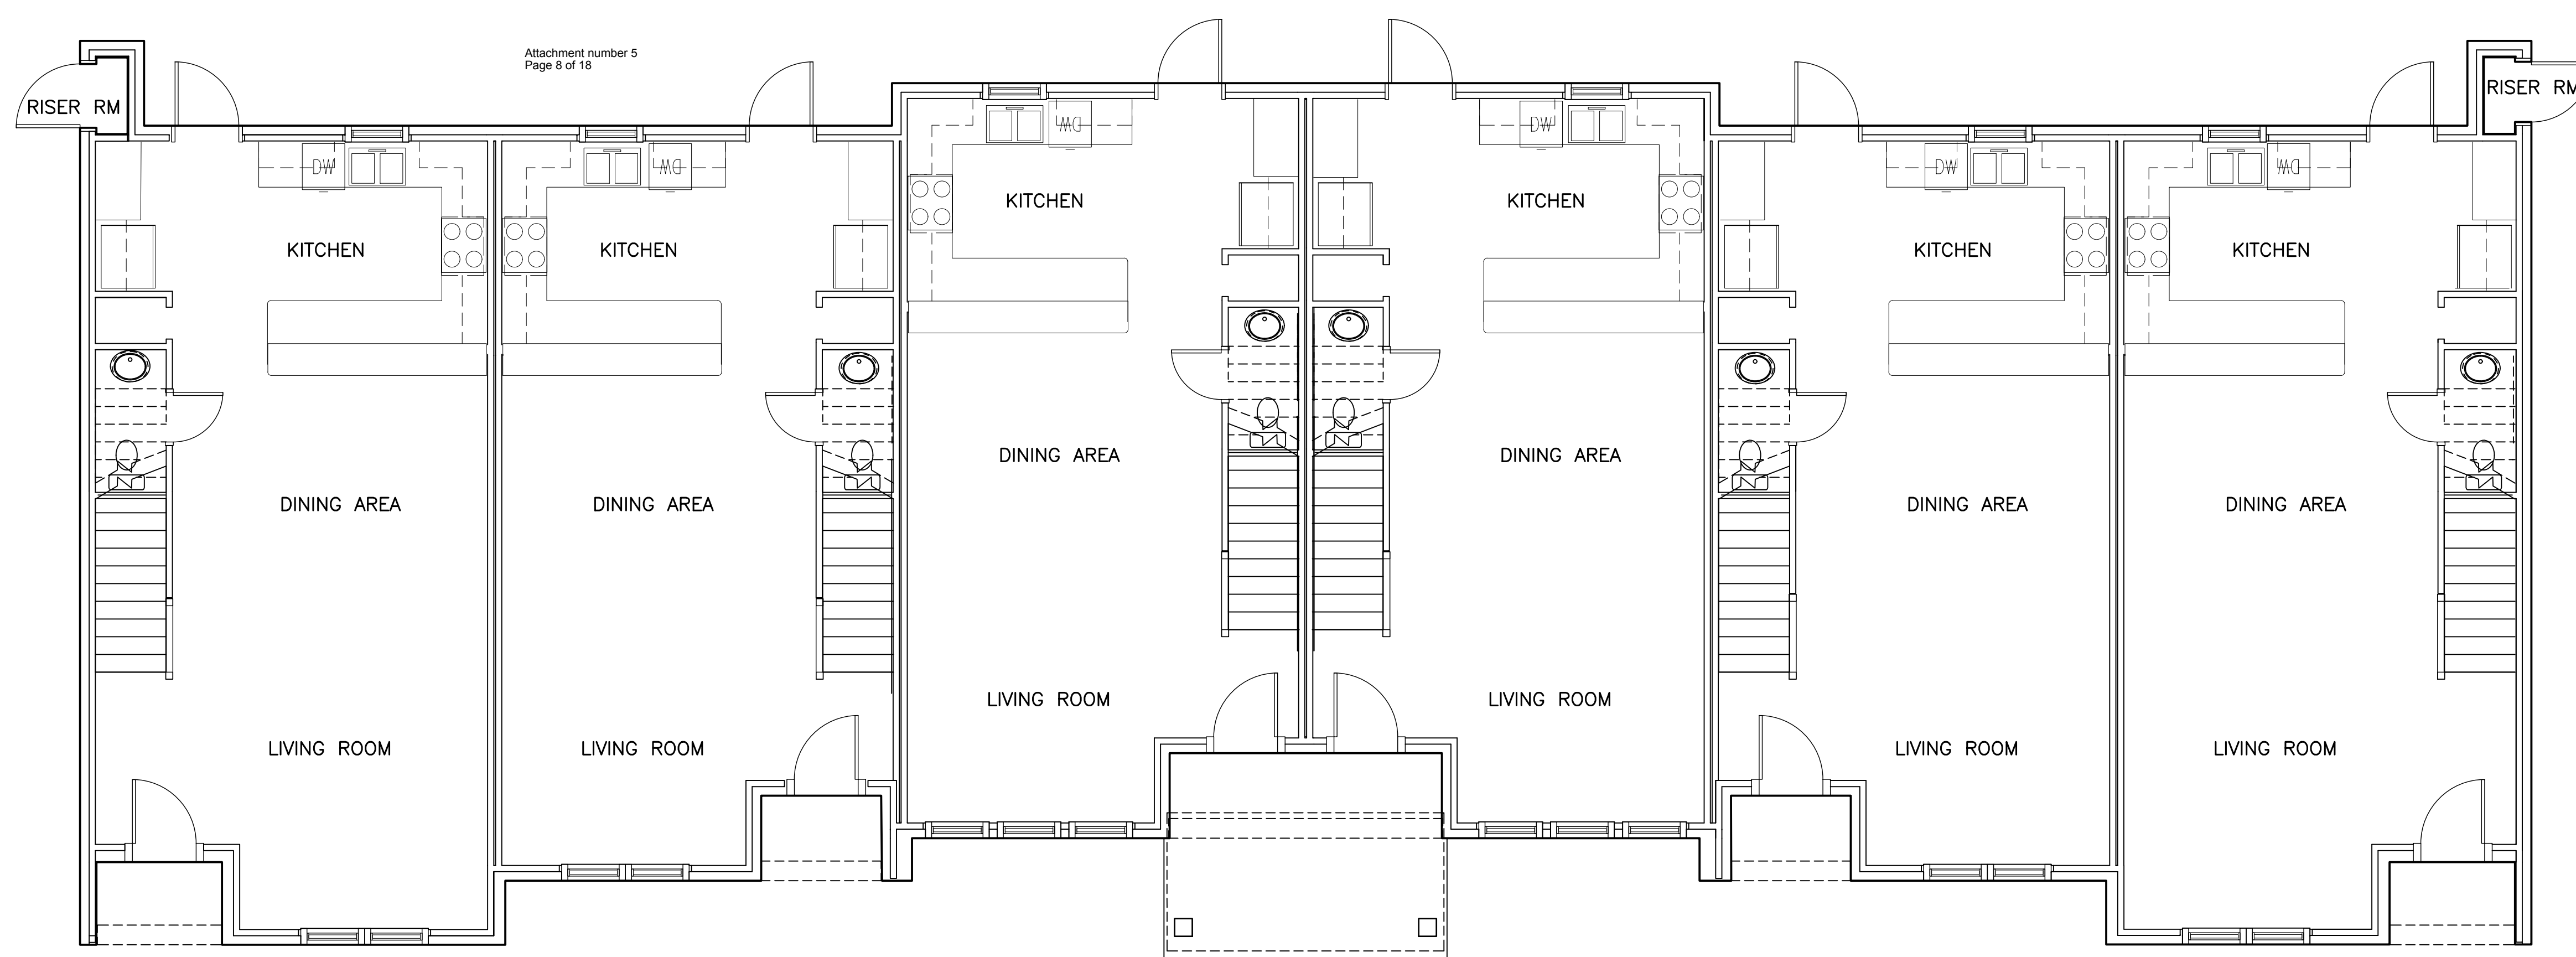 Attachment number 5
Page 8 of 18
RISER RM
RISER RM
DW
DW
DW
DW
DW
DW
KITCHEN
KITCHEN
KITCHEN
KITCHEN
KITCHEN
KITCHEN
DINING AREA
DINING AREA
DINING AREA
DINING AREA
DINING AREA
DINING AREA
LIVING ROOM
LIVING ROOM
LIVING ROOM
LIVING ROOM
LIVING ROOM
LIVING ROOM